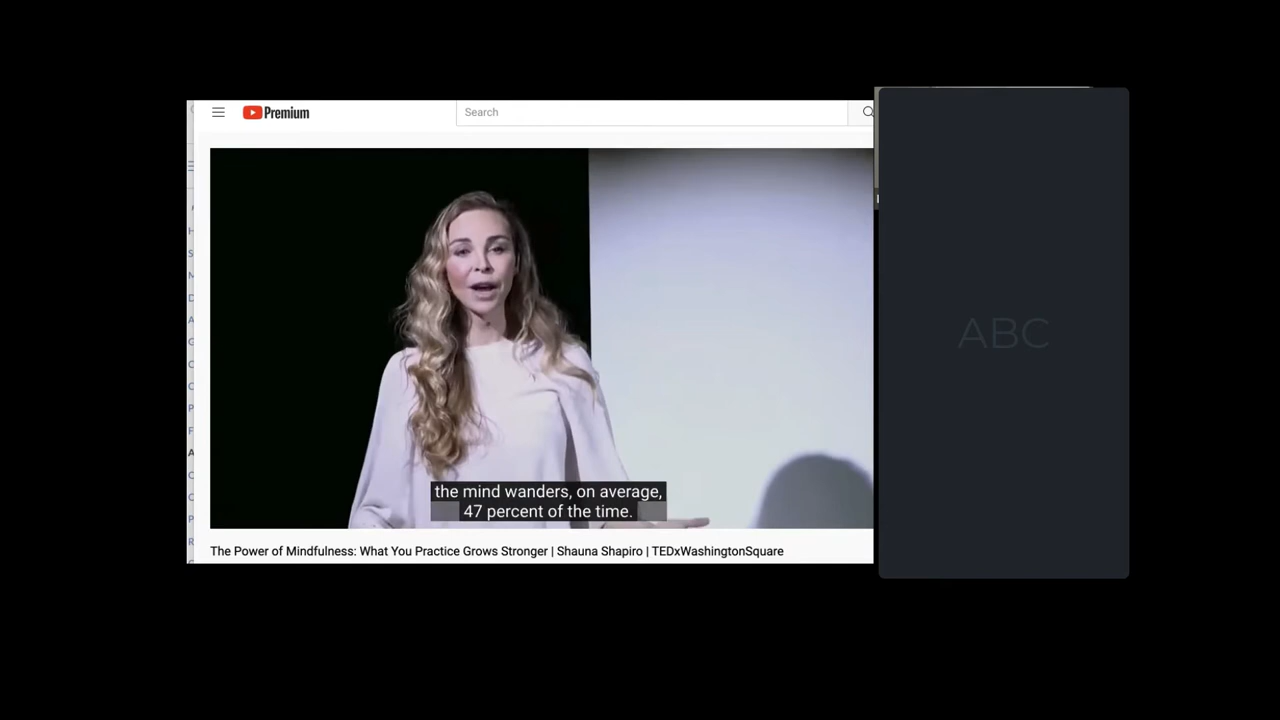 Premium
Search
the mind wanders, on average,
47 percent of the time.
The Power of Mindfulness: What You Practice Grows Stronger | Shauna Shapiro | TEDxWashingtonSquare
ABC